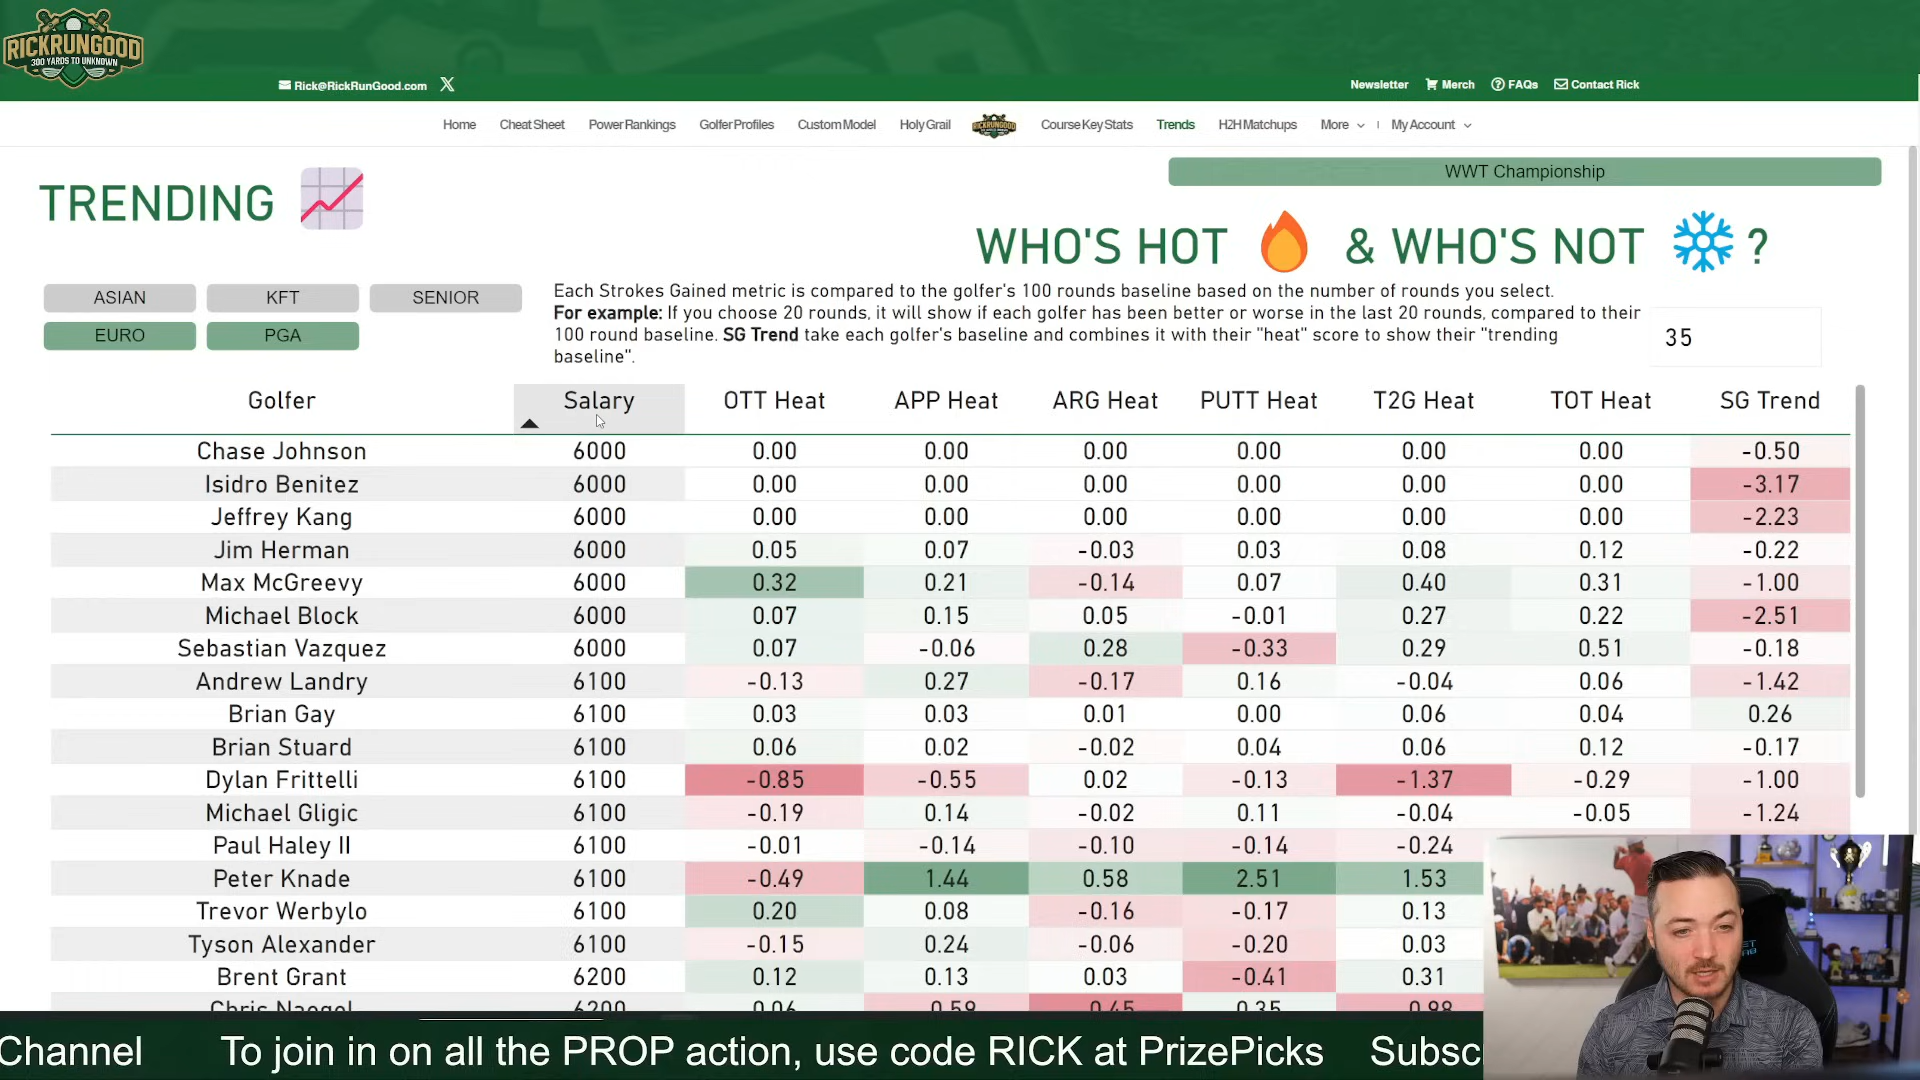 RICKRUNGOOD
300 YARDS TO UNKNOWN
Rick@RickRunGood.com
Newsletter Merch FAQs Contact Rick
Home Cheat Sheet Power Rankings Golfer Profiles Custom Model Holy Grail RICKRUNGOOD Course Key Stats Trends H2H Matchups More My Account
WWT Championship
TRENDING
WHO'S HOT & WHO'S NOT ?
ASIAN KFT SENIOR
EURO PGA
Each Strokes Gained metric is compared to the golfer's 100 rounds baseline based on the number of rounds you select.
For example: If you choose 20 rounds, it will show if each golfer has been better or worse in the last 20 rounds, compared to their
100 round baseline. SG Trend take each golfer's baseline and combines it with their "heat" score to show their "trending
baseline".
35
Golfer Salary OTT Heat APP Heat ARG Heat PUTT Heat T2G Heat TOT Heat SG Trend
Chase Johnson 6000 0.00 0.00 0.00 0.00 0.00 0.00 -0.50
Isidro Benitez 6000 0.00 0.00 0.00 0.00 0.00 0.00 -3.17
Jeffrey Kang 6000 0.00 0.00 0.00 0.00 0.00 0.00 -2.23
Jim Herman 6000 0.05 0.07 -0.03 0.03 0.08 0.12 -0.22
Max McGreevy 6000 0.32 0.21 -0.14 0.07 0.40 0.31 -1.00
Michael Block 6000 0.07 0.15 0.05 -0.01 0.27 0.22 -2.51
Sebastian Vazquez 6000 0.07 -0.06 0.28 -0.33 0.29 0.51 -0.18
Andrew Landry 6100 -0.13 0.27 -0.17 0.16 -0.04 0.06 -1.42
Brian Gay 6100 0.03 0.03 0.01 0.00 0.06 0.04 0.26
Brian Stuard 6100 0.06 0.02 -0.02 0.04 0.06 0.12 -0.17
Dylan Frittelli 6100 -0.85 -0.55 0.02 -0.13 -1.37 -0.29 -1.00
Michael Gligic 6100 -0.19 0.14 -0.02 0.11 -0.04 -0.05 -1.24
Paul Haley II 6100 -0.01 -0.14 -0.10 -0.14 -0.24
Peter Knade 6100 -0.49 1.44 0.58 2.51 1.53
Trevor Werbylo 6100 0.20 0.08 -0.16 -0.17 0.13
Tyson Alexander 6100 -0.15 0.24 -0.06 -0.20 0.03
Brent Grant 6200 0.12 0.13 0.03 -0.41 0.31
Chris Naegel 6200 0.06 -0.59 -0.45 0.35 -0.98
Channel To join in on all the PROP action, use code RICK at PrizePicks Subsc